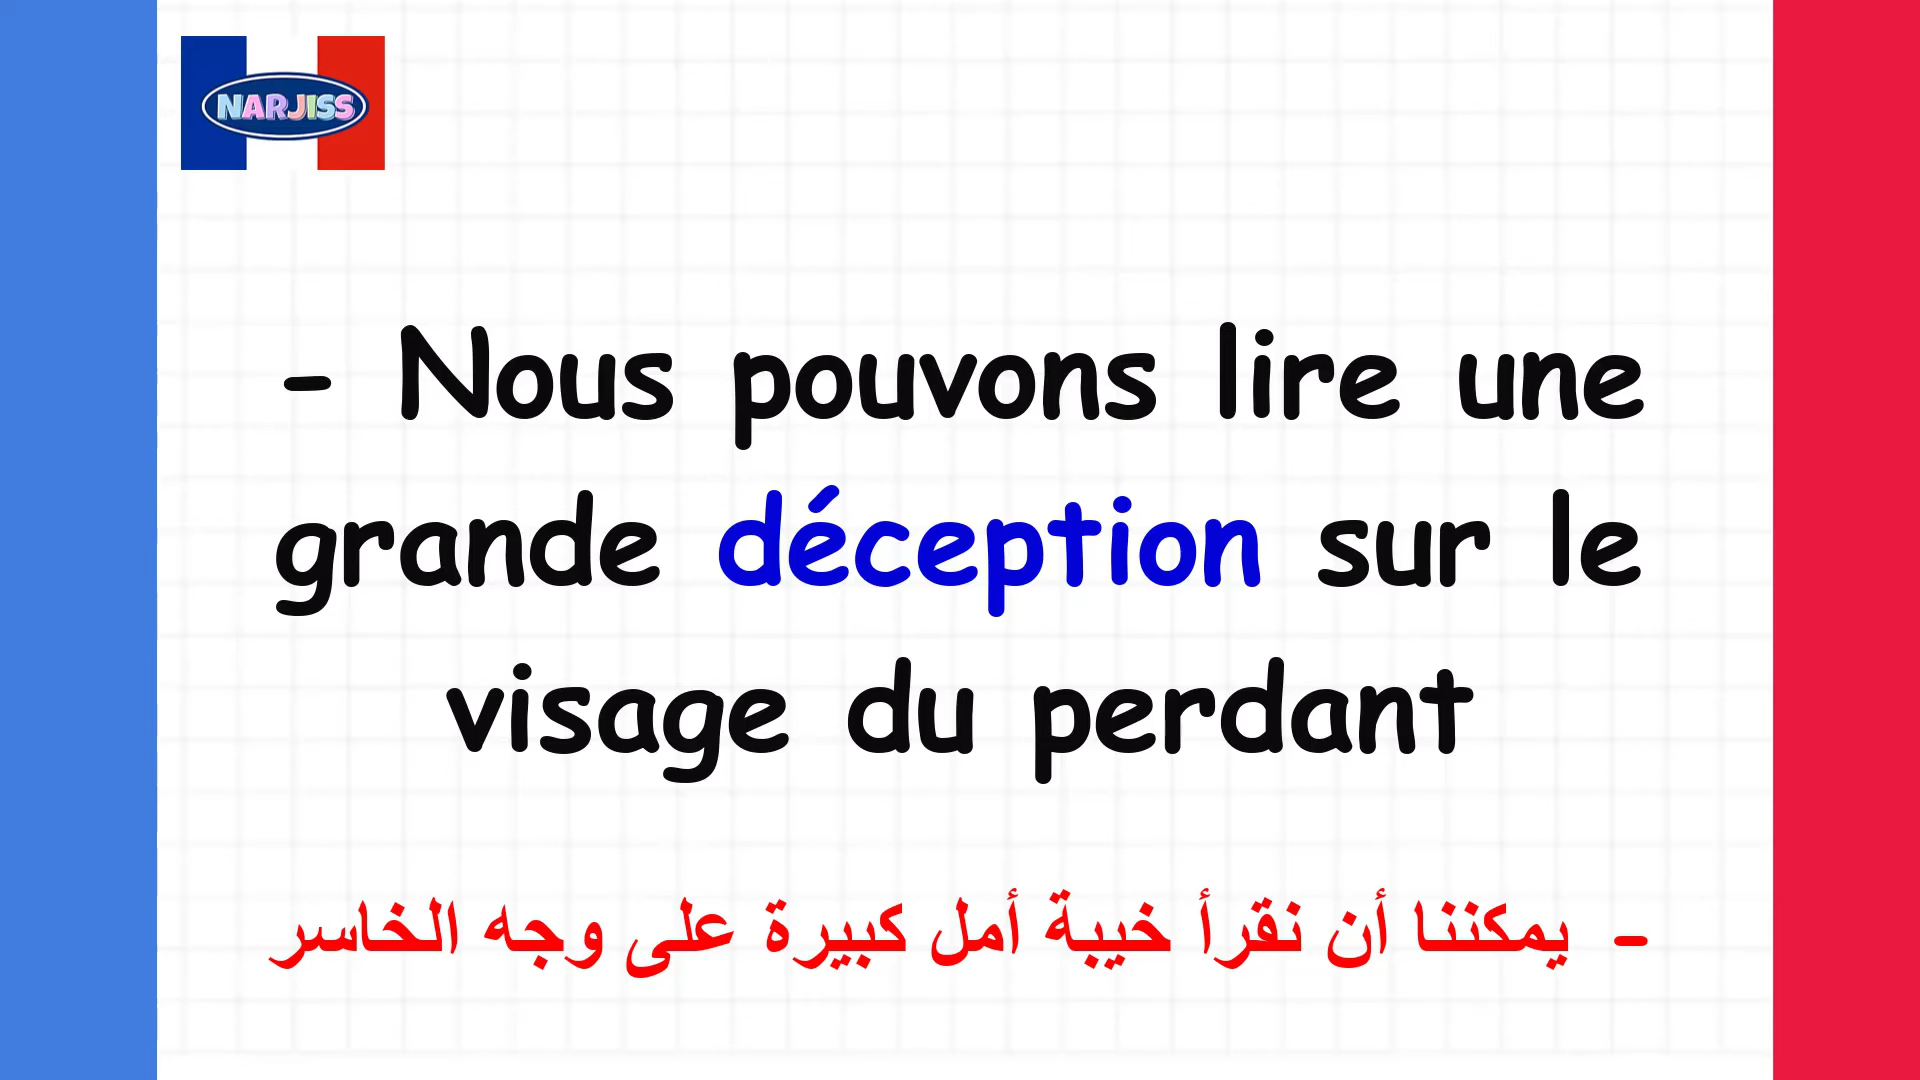 NARJISS
- Nous pouvons lire une
grande déception sur le
visage du perdant
- يمكننا أن نقرأ خيبة أمل كبيرة على وجه الخاسر